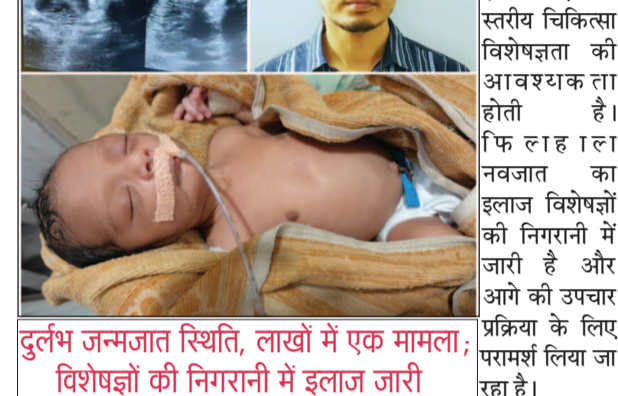 स्तरीय चिकित्सा
विशेषज्ञता की
आवश्यकता
होती है।
फिलहाल
नवजात का
इलाज विशेषज्ञों
की निगरानी में
जारी है और
आगे की उपचार
प्रक्रिया के लिए
परामर्श लिया जा
रहा है।
दुर्लभ जन्मजात स्थिति, लाखों में एक मामला;
विशेषज्ञों की निगरानी में इलाज जारी